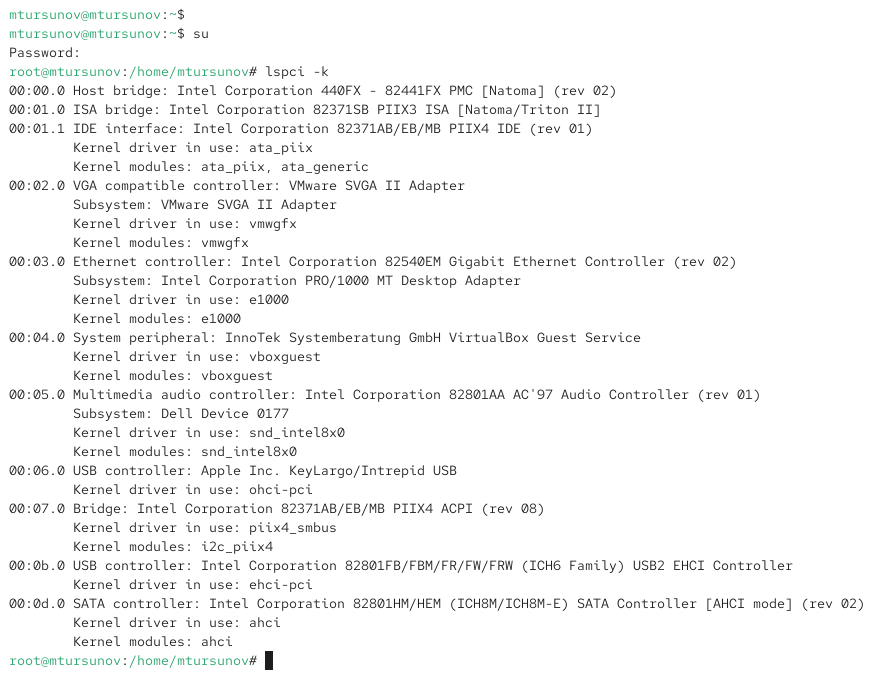 mtursunov@mtursunov:~$
mtursunov@mtursunov:~$ su
Password:
root@mtursunov:/home/mtursunov# lspci -k
00:00.0 Host bridge: Intel Corporation 440FX - 82441FX PMC [Natoma] (rev 02)
00:01.0 ISA bridge: Intel Corporation 82371SB PIIX3 ISA [Natoma/Triton II]
00:01.1 IDE interface: Intel Corporation 82371AB/EB/MB PIIX4 IDE (rev 01)
        Kernel driver in use: ata_piix
        Kernel modules: ata_piix, ata_generic
00:02.0 VGA compatible controller: VMware SVGA II Adapter
        Subsystem: VMware SVGA II Adapter
        Kernel driver in use: vmwgfx
        Kernel modules: vmwgfx
00:03.0 Ethernet controller: Intel Corporation 82540EM Gigabit Ethernet Controller (rev 02)
        Subsystem: Intel Corporation PRO/1000 MT Desktop Adapter
        Kernel driver in use: e1000
        Kernel modules: e1000
00:04.0 System peripheral: InnoTek Systemberatung GmbH VirtualBox Guest Service
        Kernel driver in use: vboxguest
        Kernel modules: vboxguest
00:05.0 Multimedia audio controller: Intel Corporation 82801AA AC'97 Audio Controller (rev 01)
        Subsystem: Dell Device 0177
        Kernel driver in use: snd_intel8x0
        Kernel modules: snd_intel8x0
00:06.0 USB controller: Apple Inc. KeyLargo/Intrepid USB
        Kernel driver in use: ohci-pci
00:07.0 Bridge: Intel Corporation 82371AB/EB/MB PIIX4 ACPI (rev 08)
        Kernel driver in use: piix4_smbus
        Kernel modules: i2c_piix4
00:0b.0 USB controller: Intel Corporation 82801FB/FBM/FR/FW/FRW (ICH6 Family) USB2 EHCI Controller
        Kernel driver in use: ehci-pci
00:0d.0 SATA controller: Intel Corporation 82801HM/HEM (ICH8M/ICH8M-E) SATA Controller [AHCI mode] (rev 02)
        Kernel driver in use: ahci
        Kernel modules: ahci
root@mtursunov:/home/mtursunov#